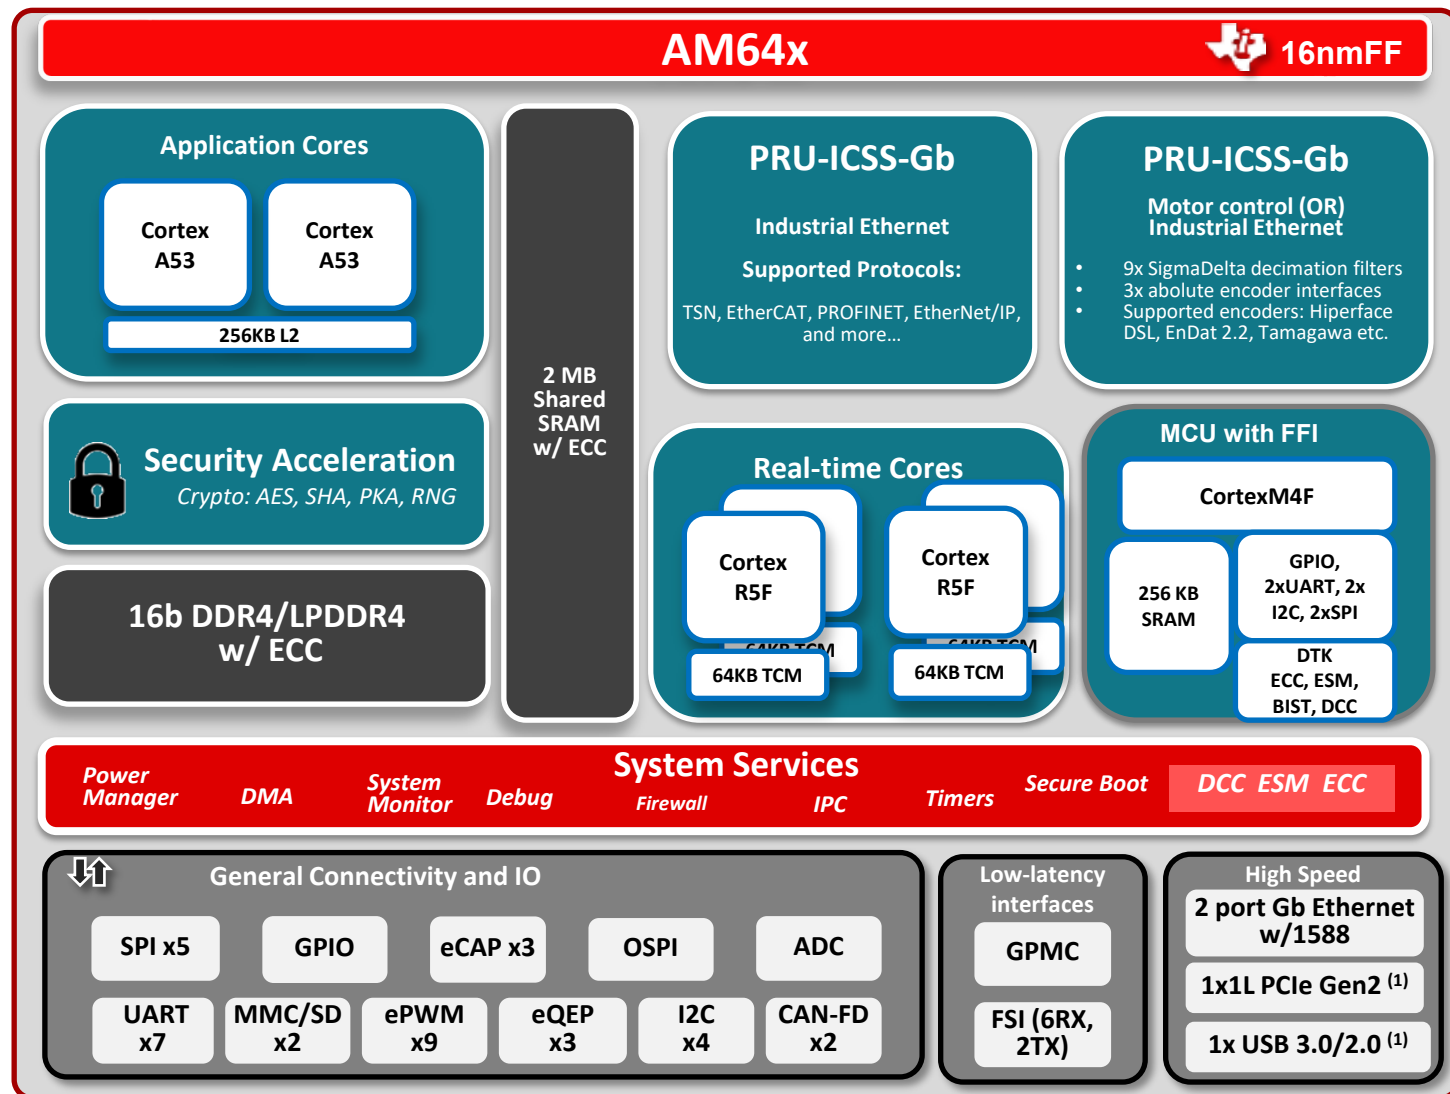 AM64x
16nmFF
Application Cores
Cortex
A53
Cortex
A53
256KB L2
Security Acceleration
Crypto: AES, SHA, PKA, RNG
16b DDR4/LPDDR4
w/ ECC
2 MB
Shared
SRAM
w/ ECC
PRU-ICSS-Gb
Industrial Ethernet
Supported Protocols:
TSN, EtherCAT, PROFINET, EtherNet/IP,
and more...
PRU-ICSS-Gb
Motor control (OR)
Industrial Ethernet
• 9x SigmaDelta decimation filters
• 3x abolute encoder interfaces
• Supported encoders: Hiperface
DSL, EnDat 2.2, Tamagawa etc.
Real-time Cores
Cortex
R5F
64KB TCM
64KB TCM
Cortex
R5F
64KB TCM
64KB TCM
MCU with FFI
CortexM4F
256 KB
SRAM
GPIO,
2xUART, 2x
I2C, 2xSPI
DTK
ECC, ESM,
BIST, DCC
System Services
Power
Manager
DMA
System
Monitor
Debug
Firewall
IPC
Timers
Secure Boot
DCC ESM ECC
General Connectivity and IO
SPI x5
GPIO
eCAP x3
OSPI
ADC
UART
x7
MMC/SD
x2
ePWM
x9
eQEP
x3
I2C
x4
CAN-FD
x2
Low-latency
interfaces
GPMC
FSI (6RX,
2TX)
High Speed
2 port Gb Ethernet
w/1588
1x1L PCIe Gen2 (1)
1x USB 3.0/2.0 (1)